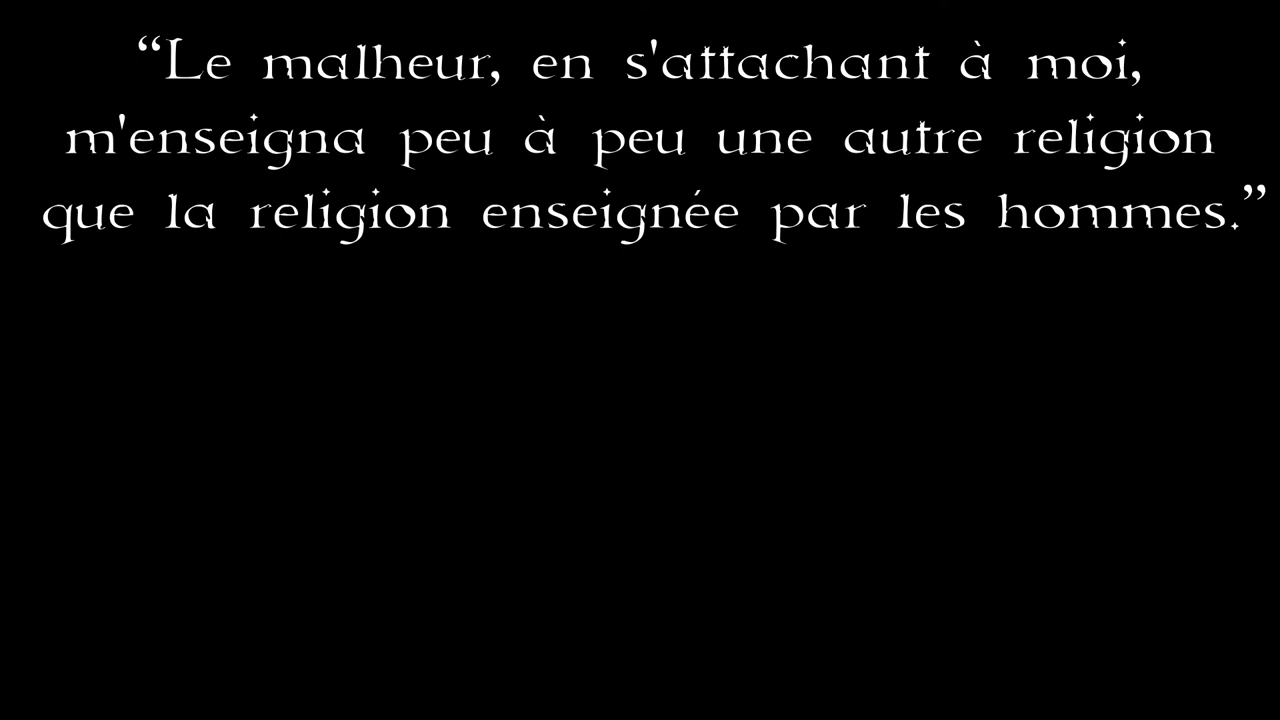 “Le malheur, en s'attachant à moi,
m'enseigna peu à peu une autre religion
que la religion enseignée par les hommes.”